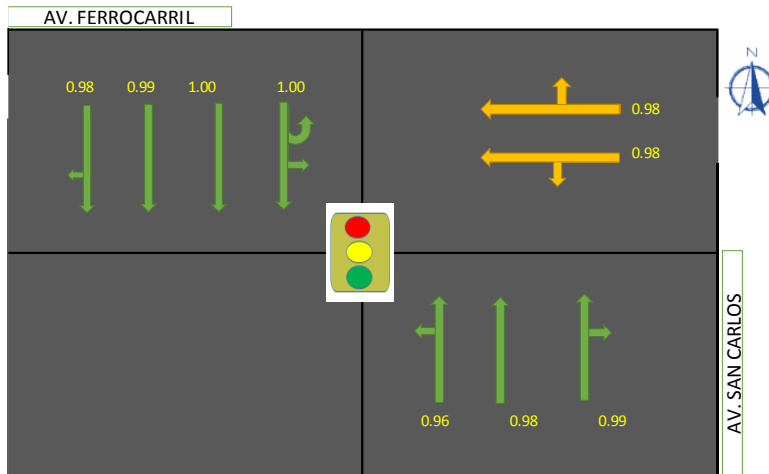 AV. FERROCARRIL
N
0.98 0.99 1.00 1.00
0.98
0.98
AV. SAN CARLOS
0.96 0.98 0.99